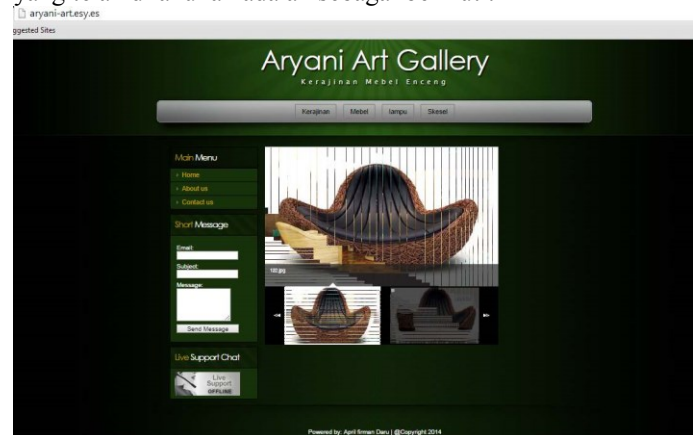 aryani-art.esy.es
ggested Sites
Aryani Art Gallery
Kerajinan Mebel Enceng
Kerajinan Mebel lampu Skesel
Main Menu
Home
About us
Contact us
Short Message
Email:
Subject:
Message:
Send Message
Live Support Chat
Live
Support
OFFLINE
Powered by: April firman Daru | @Copyright 2014